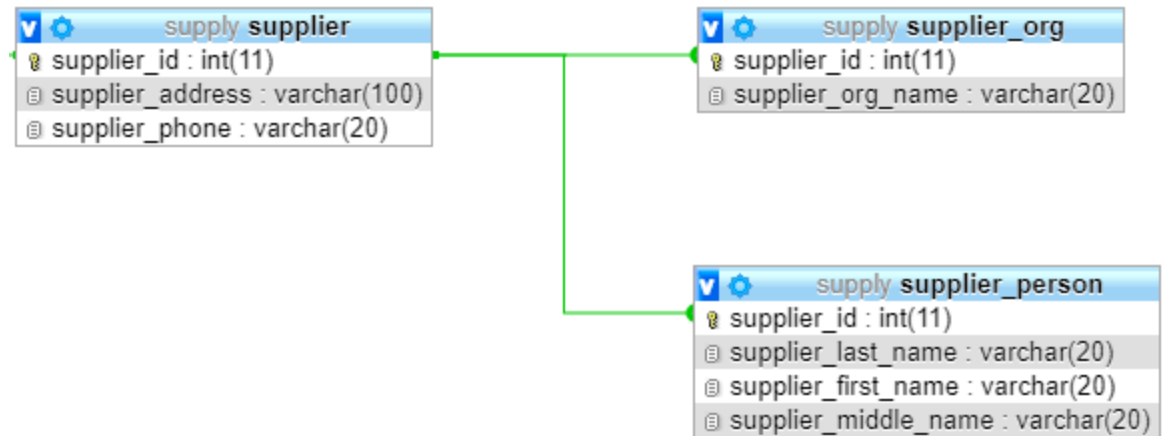 v supply supplier
supplier_id : int(11)
supplier_address : varchar(100)
supplier_phone : varchar(20)
v supply supplier_org
supplier_id : int(11)
supplier_org_name : varchar(20)
v supply supplier_person
supplier_id : int(11)
supplier_last_name : varchar(20)
supplier_first_name : varchar(20)
supplier_middle_name : varchar(20)